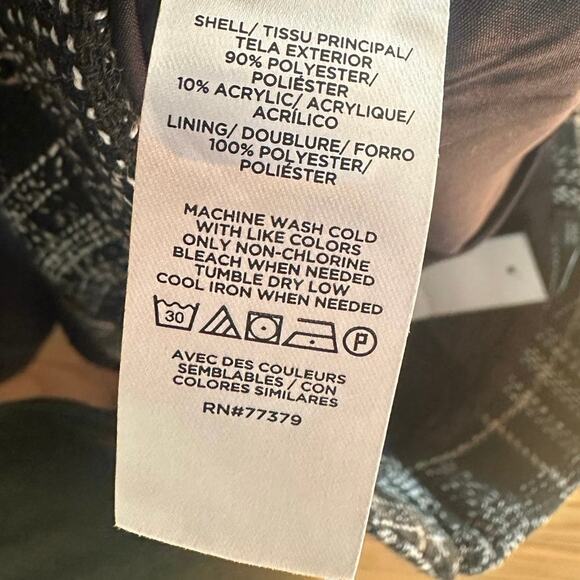 SHELL/ TISSU PRINCIPAL/
TELA EXTERIOR
90% POLYESTER/
POLIÉSTER
10% ACRYLIC/ ACRYLIQUE/
ACRÍLICO
LINING/ DOUBLURE/ FORRO
100% POLYESTER/
POLIÉSTER
MACHINE WASH COLD
WITH LIKE COLORS
ONLY NON-CHLORINE
BLEACH WHEN NEEDED
TUMBLE DRY LOW
COOL IRON WHEN NEEDED
30 P
AVEC DES COULEURS
SEMBLABLES / CON
COLORES SIMILARES
RN#77379